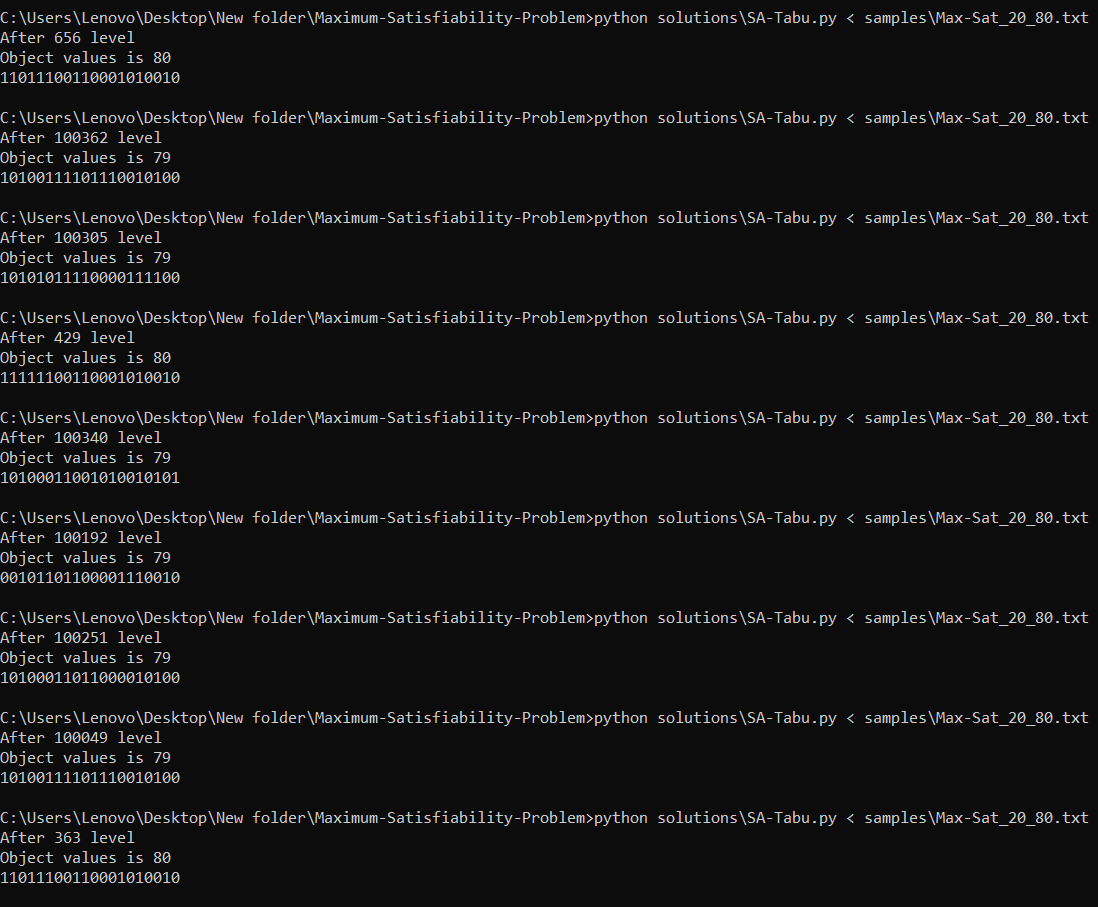 C:\Users\Lenovo\Desktop\New folder\Maximum-Satisfiability-Problem>python solutions\SA-Tabu.py < samples\Max-Sat_20_80.txt
After 656 level
Object values is 80
11011100110001010010
C:\Users\Lenovo\Desktop\New folder\Maximum-Satisfiability-Problem>python solutions\SA-Tabu.py < samples\Max-Sat_20_80.txt
After 100362 level
Object values is 79
10100111101110010100
C:\Users\Lenovo\Desktop\New folder\Maximum-Satisfiability-Problem>python solutions\SA-Tabu.py < samples\Max-Sat_20_80.txt
After 100305 level
Object values is 79
10101011110000111100
C:\Users\Lenovo\Desktop\New folder\Maximum-Satisfiability-Problem>python solutions\SA-Tabu.py < samples\Max-Sat_20_80.txt
After 429 level
Object values is 80
11111100110001010010
C:\Users\Lenovo\Desktop\New folder\Maximum-Satisfiability-Problem>python solutions\SA-Tabu.py < samples\Max-Sat_20_80.txt
After 100340 level
Object values is 79
10100011001010010101
C:\Users\Lenovo\Desktop\New folder\Maximum-Satisfiability-Problem>python solutions\SA-Tabu.py < samples\Max-Sat_20_80.txt
After 100192 level
Object values is 79
00101101100001110010
C:\Users\Lenovo\Desktop\New folder\Maximum-Satisfiability-Problem>python solutions\SA-Tabu.py < samples\Max-Sat_20_80.txt
After 100251 level
Object values is 79
10100011011000010100
C:\Users\Lenovo\Desktop\New folder\Maximum-Satisfiability-Problem>python solutions\SA-Tabu.py < samples\Max-Sat_20_80.txt
After 100049 level
Object values is 79
10100111101110010100
C:\Users\Lenovo\Desktop\New folder\Maximum-Satisfiability-Problem>python solutions\SA-Tabu.py < samples\Max-Sat_20_80.txt
After 363 level
Object values is 80
11011100110001010010